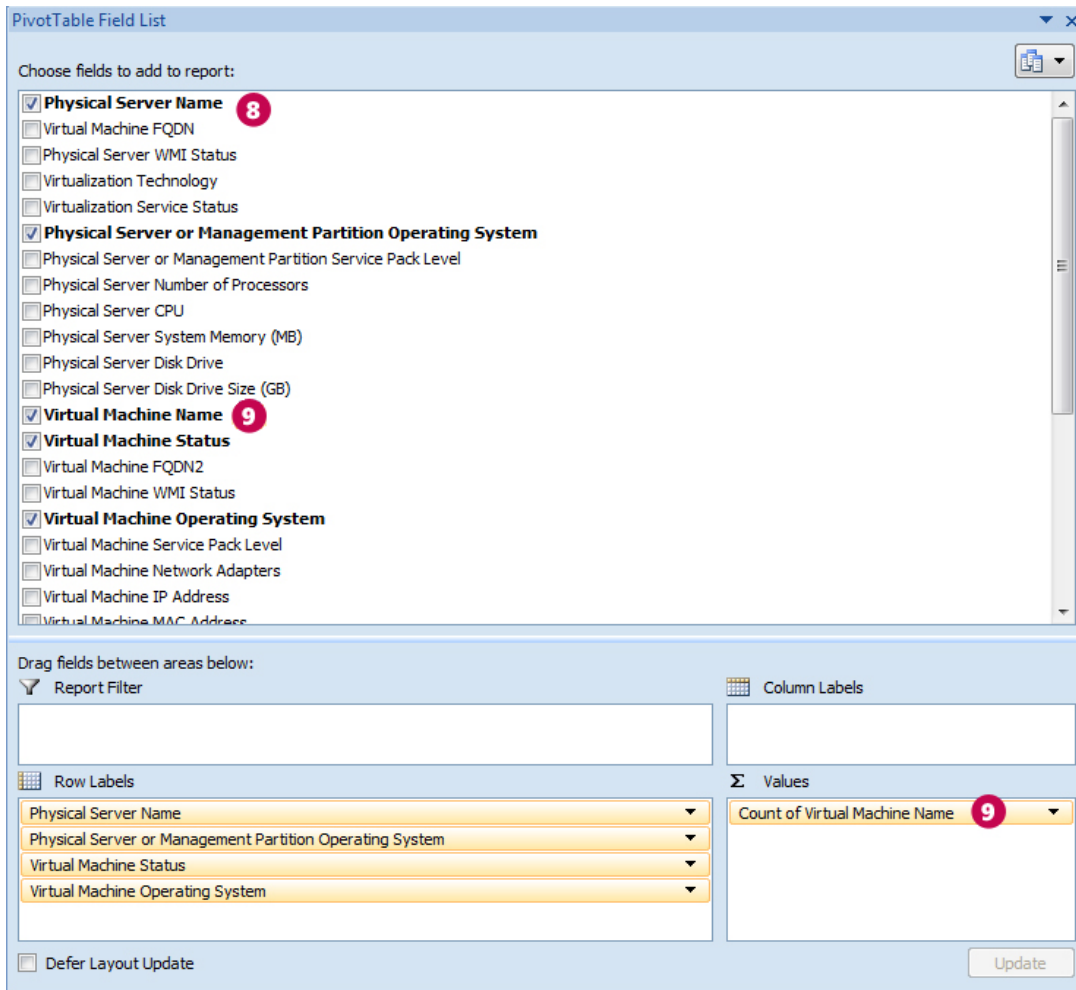 PivotTable Field List
Choose fields to add to report:
Physical Server Name 8
Virtual Machine FQDN
Physical Server WMI Status
Virtualization Technology
Virtualization Service Status
Physical Server or Management Partition Operating System
Physical Server or Management Partition Service Pack Level
Physical Server Number of Processors
Physical Server CPU
Physical Server System Memory (MB)
Physical Server Disk Drive
Physical Server Disk Drive Size (GB)
Virtual Machine Name 9
Virtual Machine Status
Virtual Machine FQDN2
Virtual Machine WMI Status
Virtual Machine Operating System
Virtual Machine Service Pack Level
Virtual Machine Network Adapters
Virtual Machine IP Address
Virtual Machine MAC Address
Drag fields between areas below:
Report Filter
Column Labels
Row Labels
Physical Server Name
Physical Server or Management Partition Operating System
Virtual Machine Status
Virtual Machine Operating System
Σ Values
Count of Virtual Machine Name 9
Defer Layout Update
Update